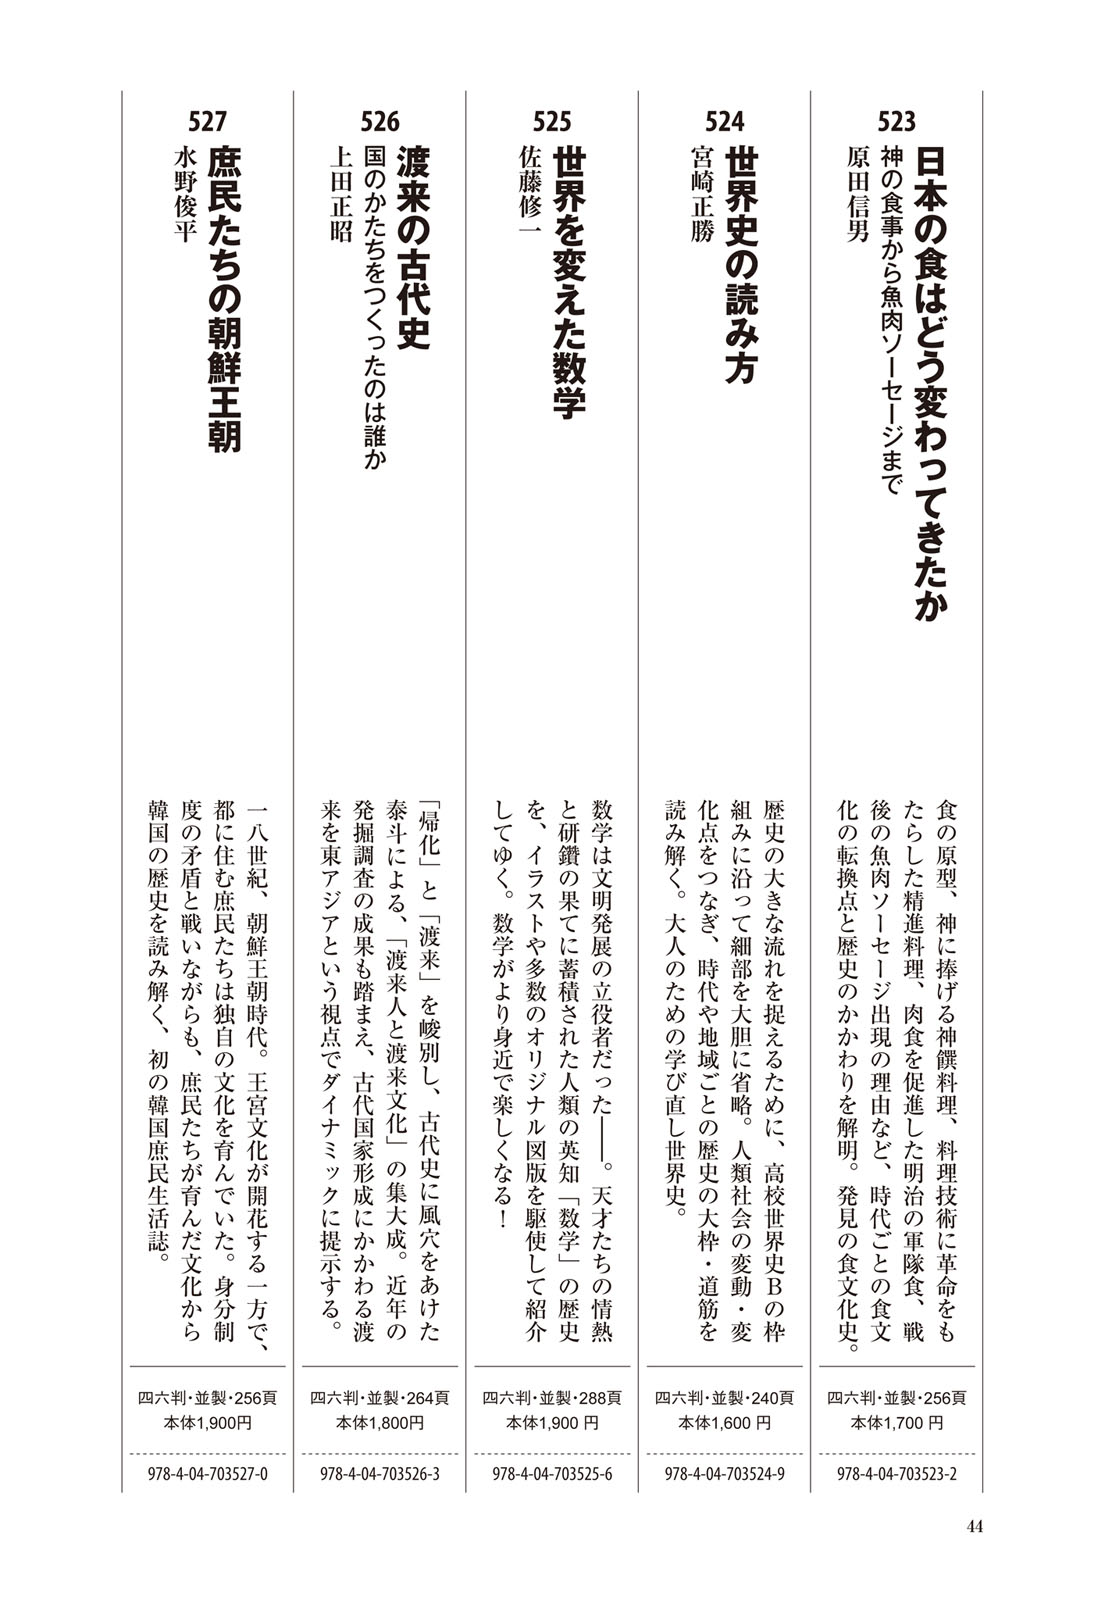 523
日本の食はどう変わってきたか
神の食事から魚肉ソーセージまで
原田信男
食の原型、神に捧げる神饌料理、料理技術に革命をも
たらした精進料理、肉食を促進した明治の軍隊食、戦
後の魚肉ソーセージ出現の理由など、時代ごとの食文
化の転換点と歴史のかかわりを解明。発見の食文化史。
四六判・並製・256頁
本体1,700 円
978-4-04-703523-2
524
世界史の読み方
宮崎正勝
歴史の大きな流れを捉えるために、高校世界史Ｂの枠
組みに沿って細部を大胆に省略。人類社会の変動・変
化点をつなぎ、時代や地域ごとの歴史の大枠・道筋を
読み解く。大人のための学び直し世界史。
四六判・並製・240頁
本体1,600 円
978-4-04-703524-9
525
世界を変えた数学
佐藤修一
数学は文明発展の立役者だった――。天才たちの情熱
と研鑽の果てに蓄積された人類の英知「数学」の歴史
を、イラストや多数のオリジナル図版を駆使して紹介
してゆく。数学がより身近で楽しくなる！
四六判・並製・288頁
本体1,900 円
978-4-04-703525-6
526
渡来の古代史
国のかたちをつくったのは誰か
上田正昭
「帰化」と「渡来」を峻別し、古代史に風穴をあけた
泰斗による、「渡来人と渡来文化」の集大成。近年の
発掘調査の成果も踏まえ、古代国家形成にかかわる渡
来を東アジアという視点でダイナミックに提示する。
四六判・並製・264頁
本体1,800円
978-4-04-703526-3
527
庶民たちの朝鮮王朝
水野俊平
一八世紀、朝鮮王朝時代。王宮文化が開花する一方で、
都に住む庶民たちは独自の文化を育んでいた。身分制
度の矛盾と戦いながらも、庶民たちが育んだ文化から
韓国の歴史を読み解く、初の韓国庶民生活誌。
四六判・並製・256頁
本体1,900円
978-4-04-703527-0
44